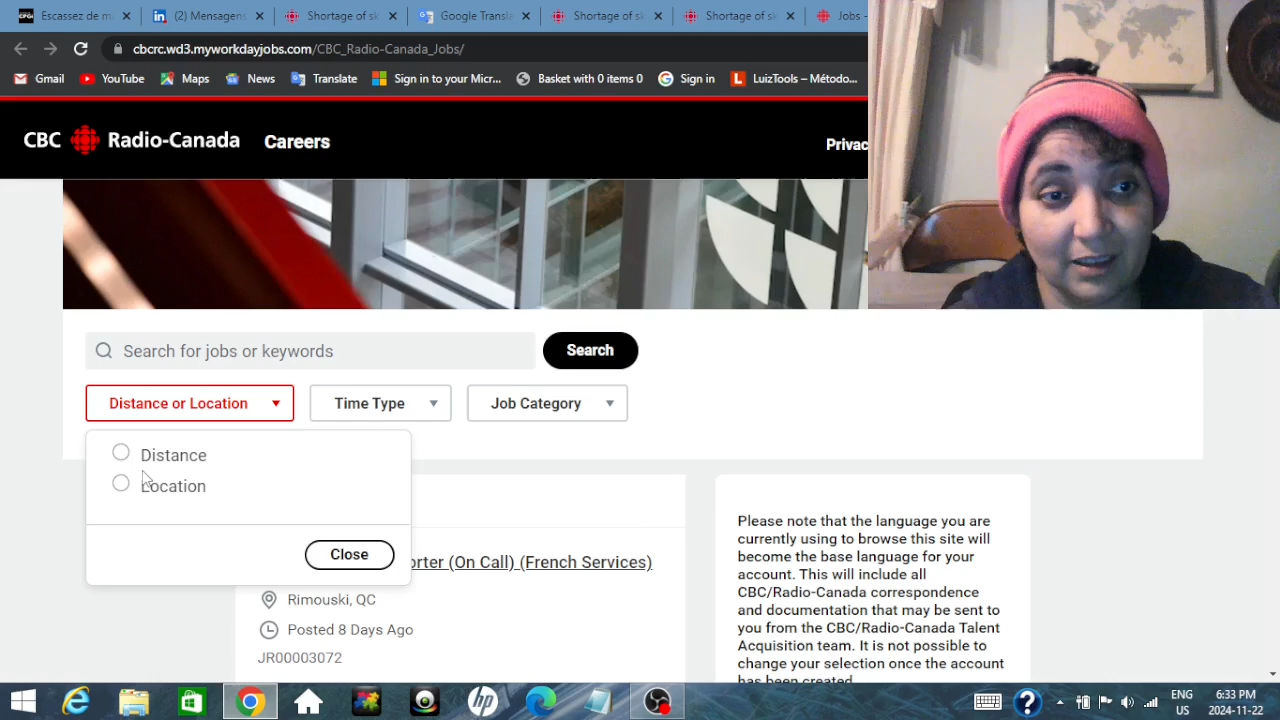 Escassez de ma
(2) Mensagens
Shortage of sk
Google Transla
Shortage of sk
Shortage of sk
Jobs -
cbcrc.wd3.myworkdayjobs.com/CBC_Radio-Canada_Jobs/
Gmail
YouTube
Maps
News
Translate
Sign in to your Micr...
Basket with 0 items 0
Sign in
LuizTools – Método...
CBC Radio-Canada
Careers
Privac
Search for jobs or keywords
Search
Distance or Location
Time Type
Job Category
Distance
Location
Close
orter (On Call) (French Services)
Rimouski, QC
Posted 8 Days Ago
JR00003072
Please note that the language you are
currently using to browse this site will
become the base language for your
account. This will include all
CBC/Radio-Canada correspondence
and documentation that may be sent to
you from the CBC/Radio-Canada Talent
Acquisition team. It is not possible to
change your selection once the account
has been created.
ENG
US
6:33 PM
2024-11-22